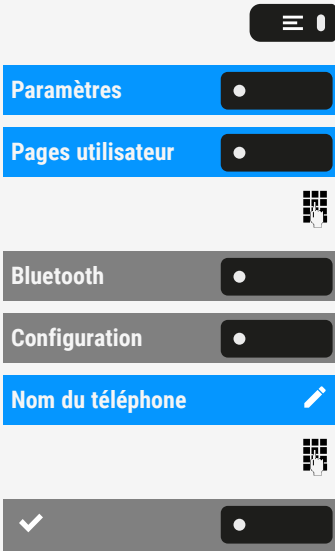 Paramètres
Pages utilisateur
Bluetooth
Configuration
Nom du téléphone